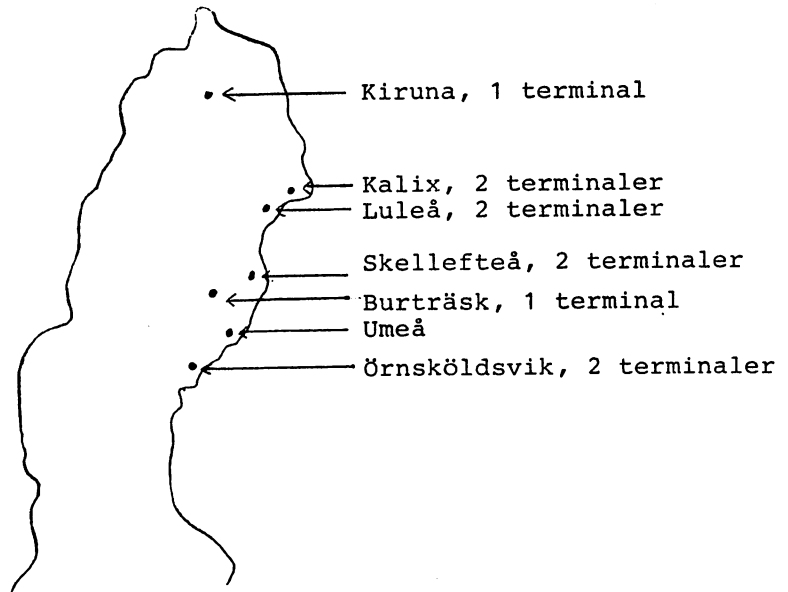 Kiruna, 1 terminal
Kalix, 2 terminaler
Luleå, 2 terminaler
Skellefteå, 2 terminaler
Burträsk, 1 terminal
Umeå
Örnsköldsvik, 2 terminaler